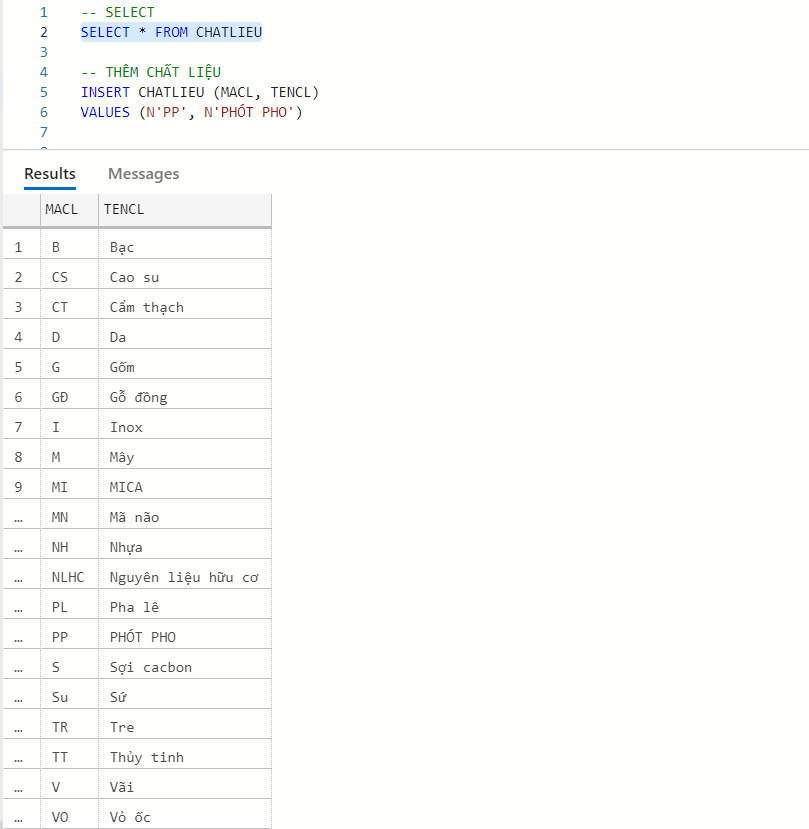 1 -- SELECT
2 SELECT * FROM CHATLIEU
3
4 -- THÊM CHẤT LIỆU
5 INSERT CHATLIEU (MACL, TENCL)
6 VALUES (N'PP', N'PHÓT PHO')
7
Results Messages
MACL TENCL
1 B Bạc
2 CS Cao su
3 CT Cẩm thạch
4 D Da
5 G Gốm
6 GĐ Gỗ đồng
7 I Inox
8 M Mây
9 MI MICA
… MN Mã não
… NH Nhựa
… NLHC Nguyên liệu hữu cơ
… PL Pha lê
… PP PHÓT PHO
… S Sợi cacbon
… Su Sứ
… TR Tre
… TT Thủy tinh
… V Vãi
… VO Vỏ ốc